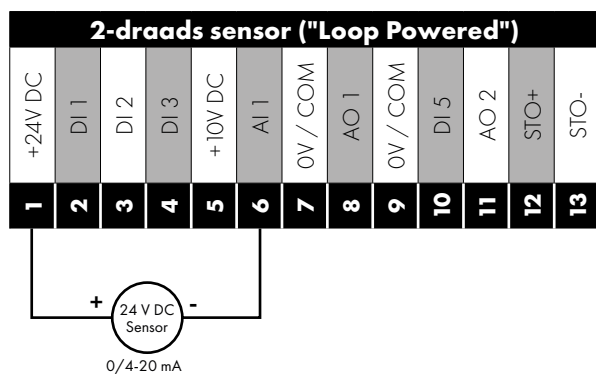 2-draads sensor ("Loop Powered")
+24V DC
DI 1
DI 2
DI 3
+10V DC
AI 1
0V / COM
AO 1
0V / COM
DI 5
AO 2
STO+
STO-
1 2 3 4 5 6 7 8 9 10 11 12 13
+ 24 V DC -
Sensor
0/4-20 mA